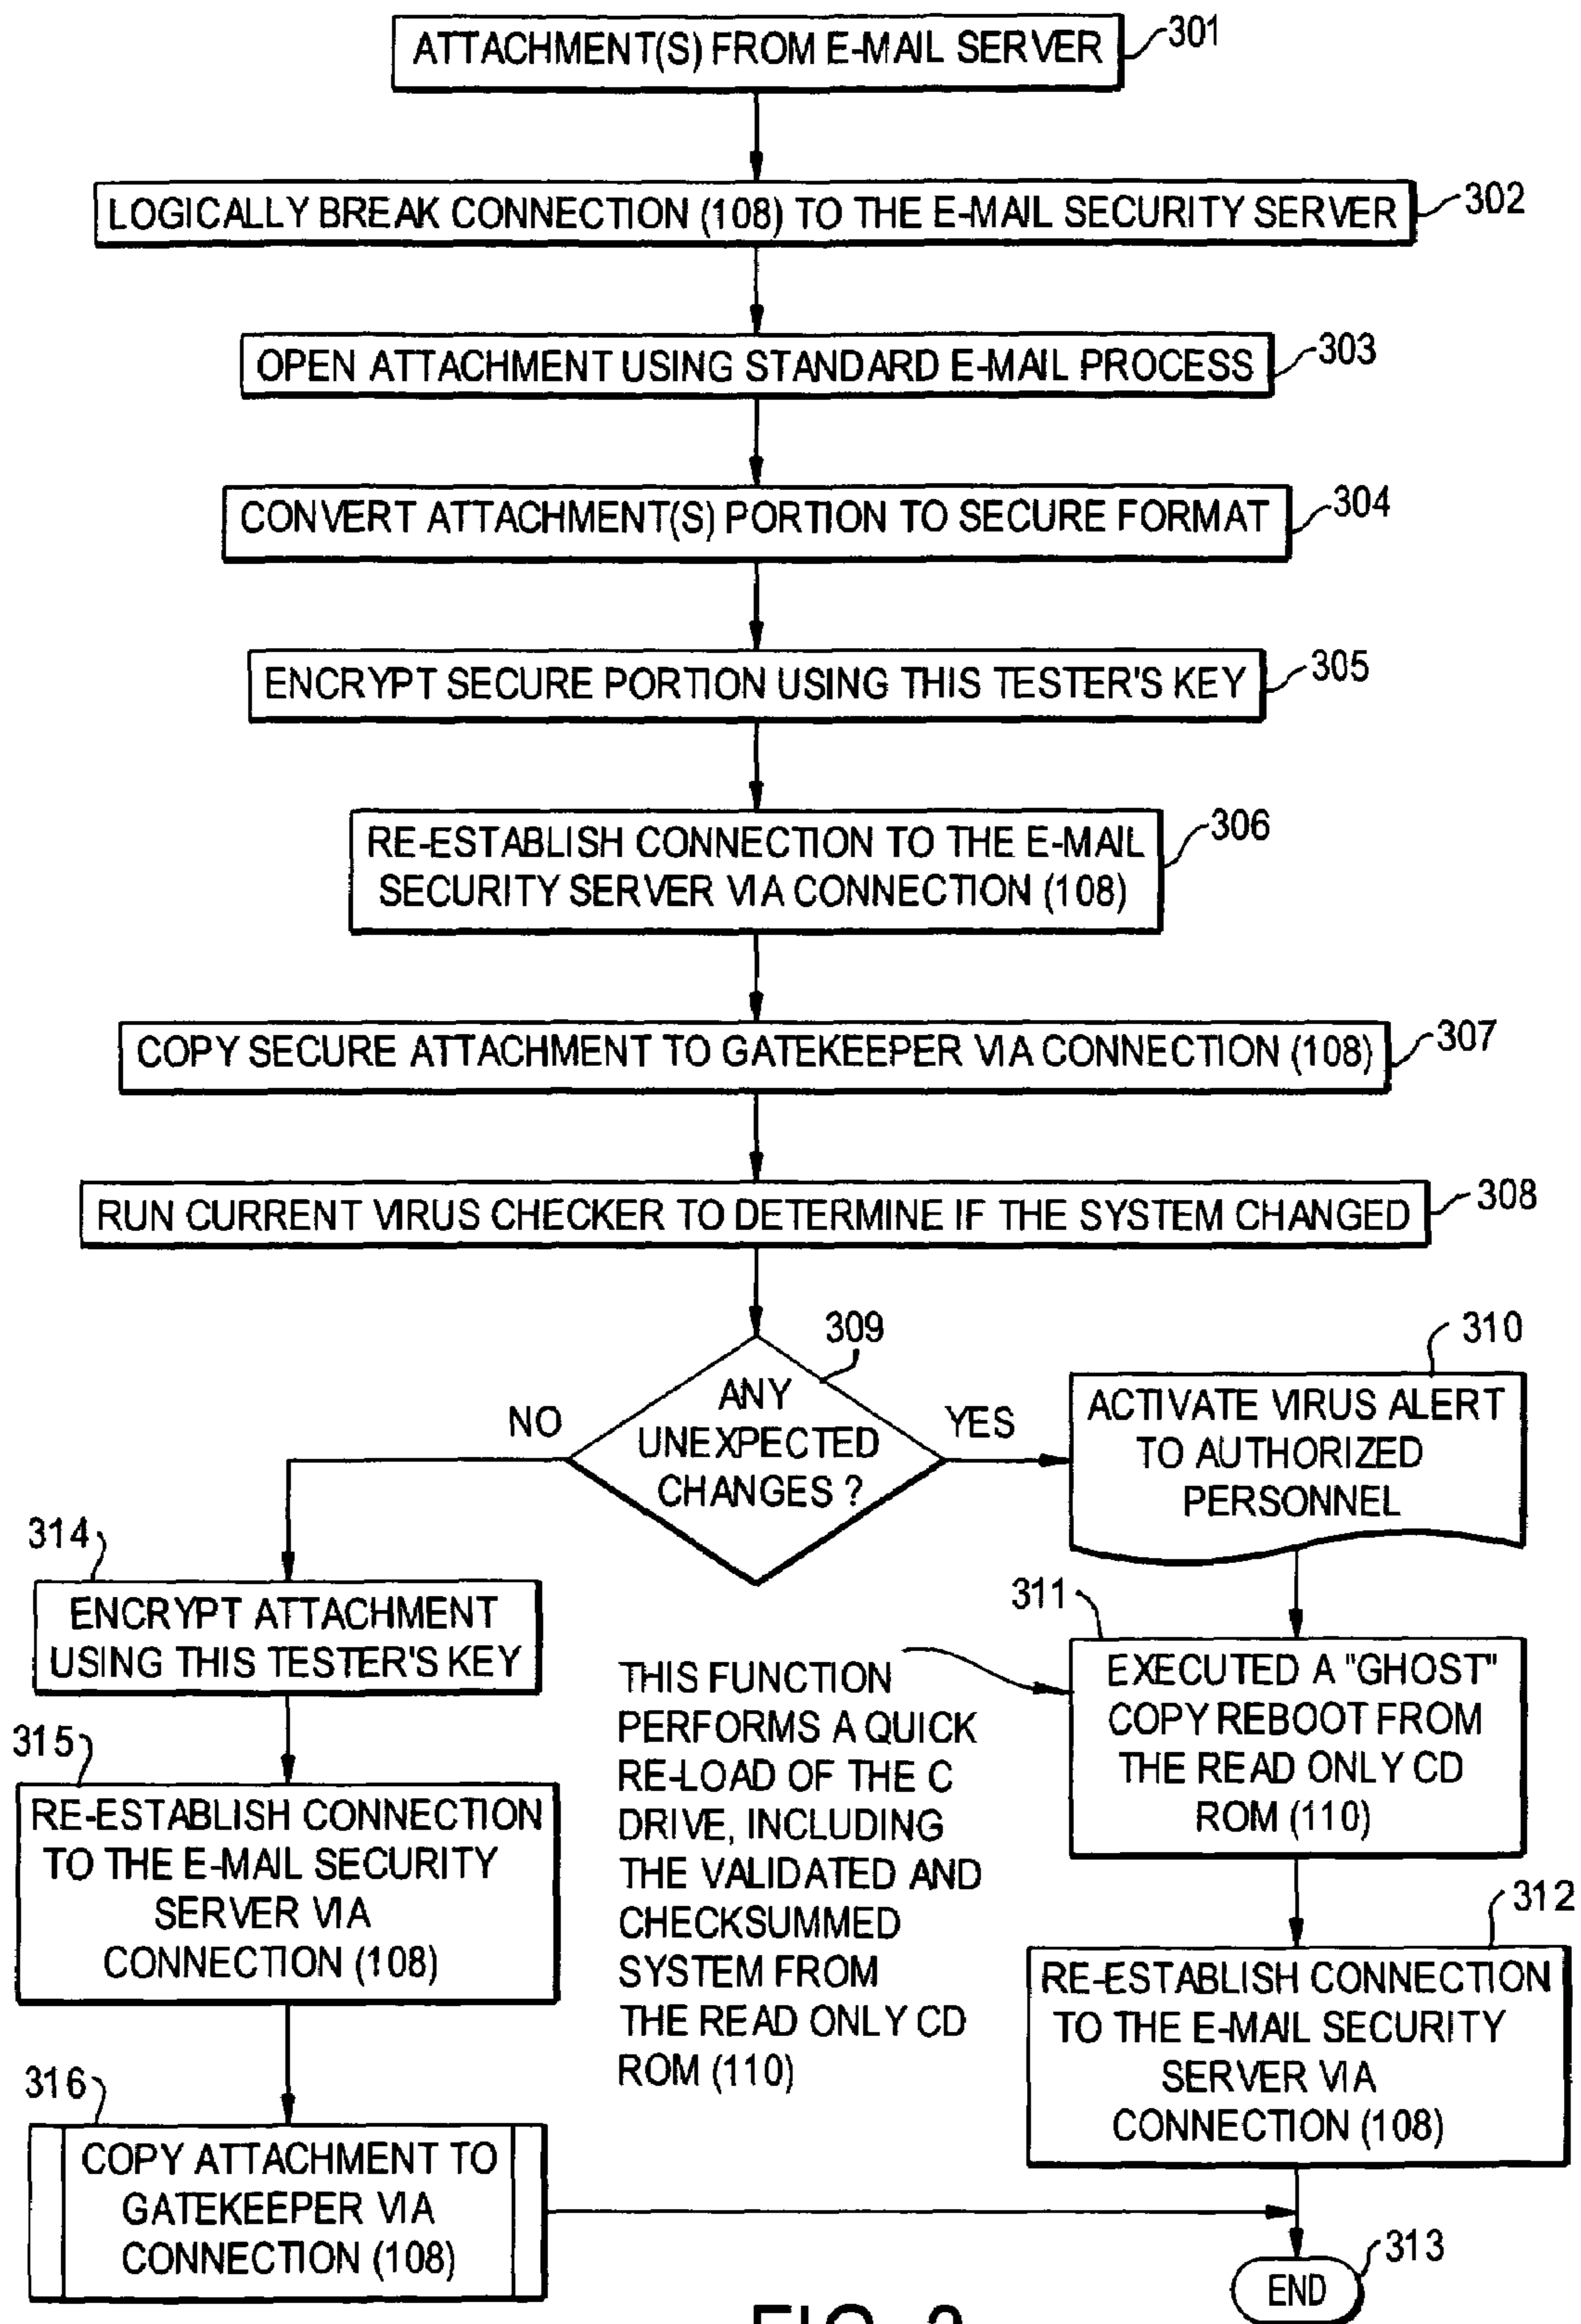 ATTACHMENT(S) FROM E-MAIL SERVER
301
LOGICALLY BREAK CONNECTION (108) TO THE E-MAIL SECURITY SERVER
302
OPEN ATTACHMENT USING STANDARD E-MAIL PROCESS
303
CONVERT ATTACHMENT(S) PORTION TO SECURE FORMAT
304
ENCRYPT SECURE PORTION USING THIS TESTER'S KEY
305
RE-ESTABLISH CONNECTION TO THE E-MAIL
SECURITY SERVER VIA CONNECTION (108)
306
COPY SECURE ATTACHMENT TO GATEKEEPER VIA CONNECTION (108)
307
RUN CURRENT VIRUS CHECKER TO DETERMINE IF THE SYSTEM CHANGED
308
309
ANY
UNEXPECTED
CHANGES ?
NO
YES
310
ACTIVATE VIRUS ALERT
TO AUTHORIZED
PERSONNEL
314
ENCRYPT ATTACHMENT
USING THIS TESTER'S KEY
311
EXECUTED A "GHOST"
COPY REBOOT FROM
THE READ ONLY CD
ROM (110)
THIS FUNCTION
PERFORMS A QUICK
RE-LOAD OF THE C
DRIVE, INCLUDING
THE VALIDATED AND
CHECKSUMMED
SYSTEM FROM
THE READ ONLY CD
ROM (110)
315
RE-ESTABLISH CONNECTION
TO THE E-MAIL SECURITY
SERVER VIA
CONNECTION (108)
312
RE-ESTABLISH CONNECTION
TO THE E-MAIL SECURITY
SERVER VIA
CONNECTION (108)
316
COPY ATTACHMENT TO
GATEKEEPER VIA
CONNECTION (108)
313
END
FIG.